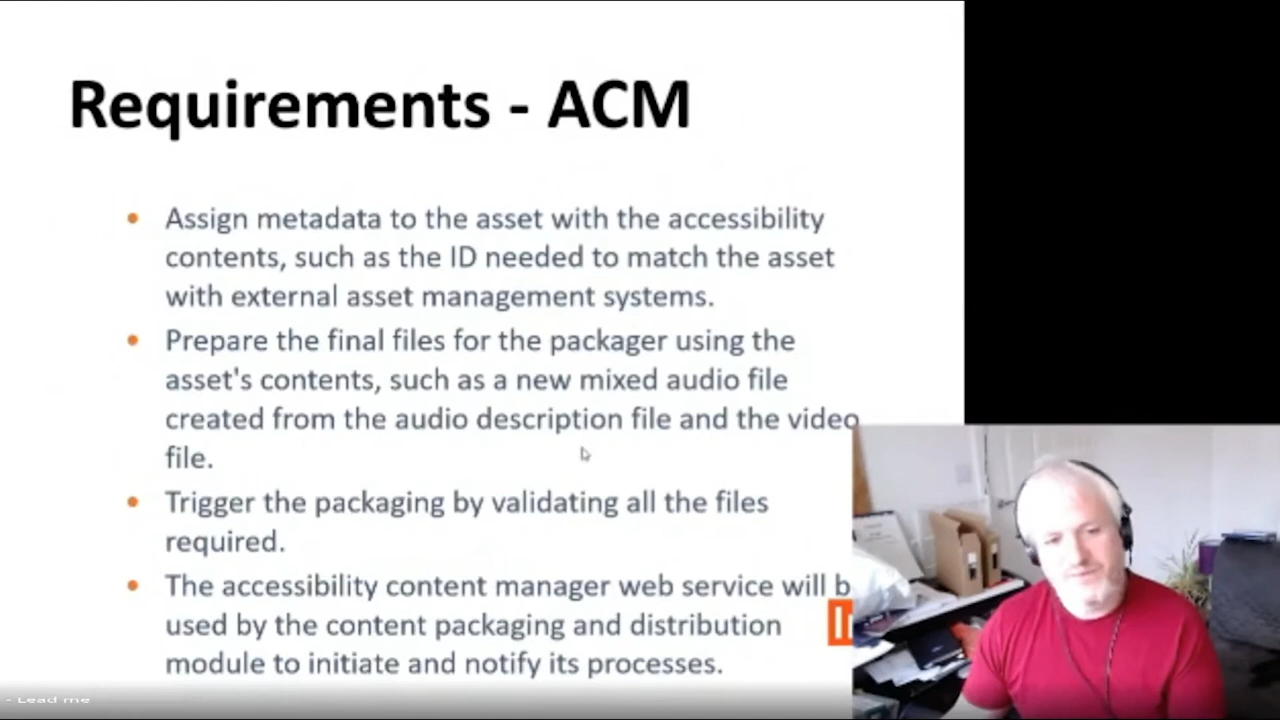 Requirements - ACM
Assign metadata to the asset with the accessibility
contents, such as the ID needed to match the asset
with external asset management systems.
Prepare the final files for the packager using the
asset's contents, such as a new mixed audio file
created from the audio description file and the video
file.
Trigger the packaging by validating all the files
required.
The accessibility content manager web service will b
used by the content packaging and distribution
module to initiate and notify its processes.
- Lead me